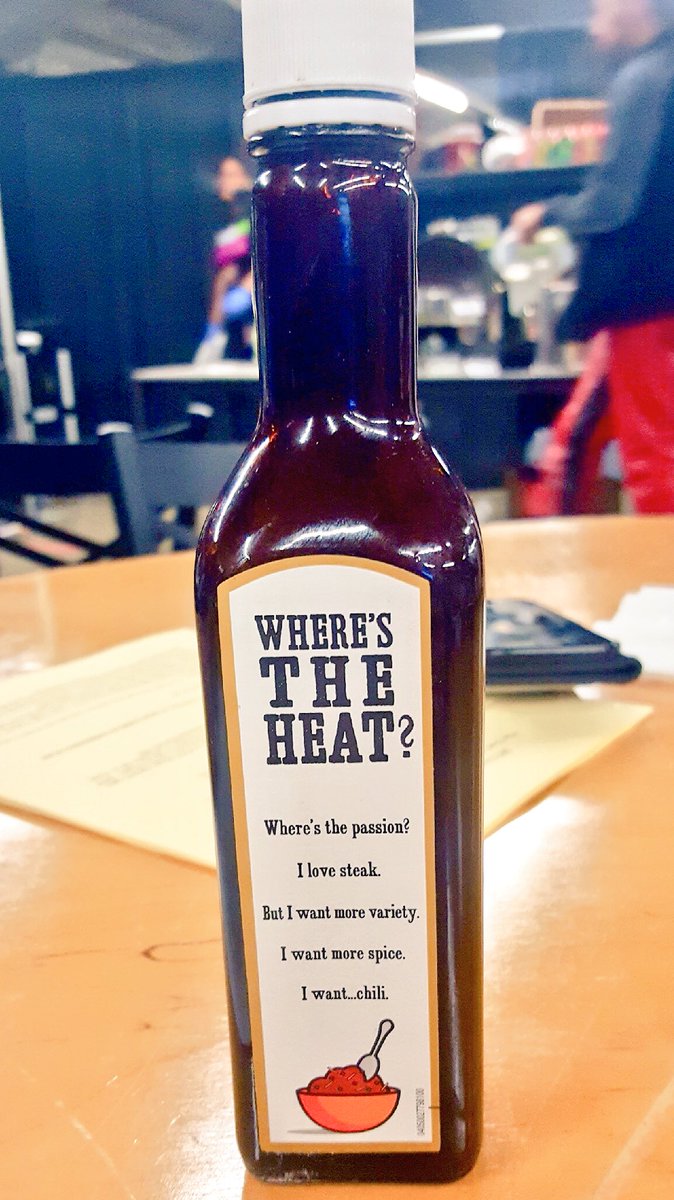 WHERE'S
THE
HEAT?
Where's the passion?
I love steak.
But I want more variety.
I want more spice.
I want...chili.